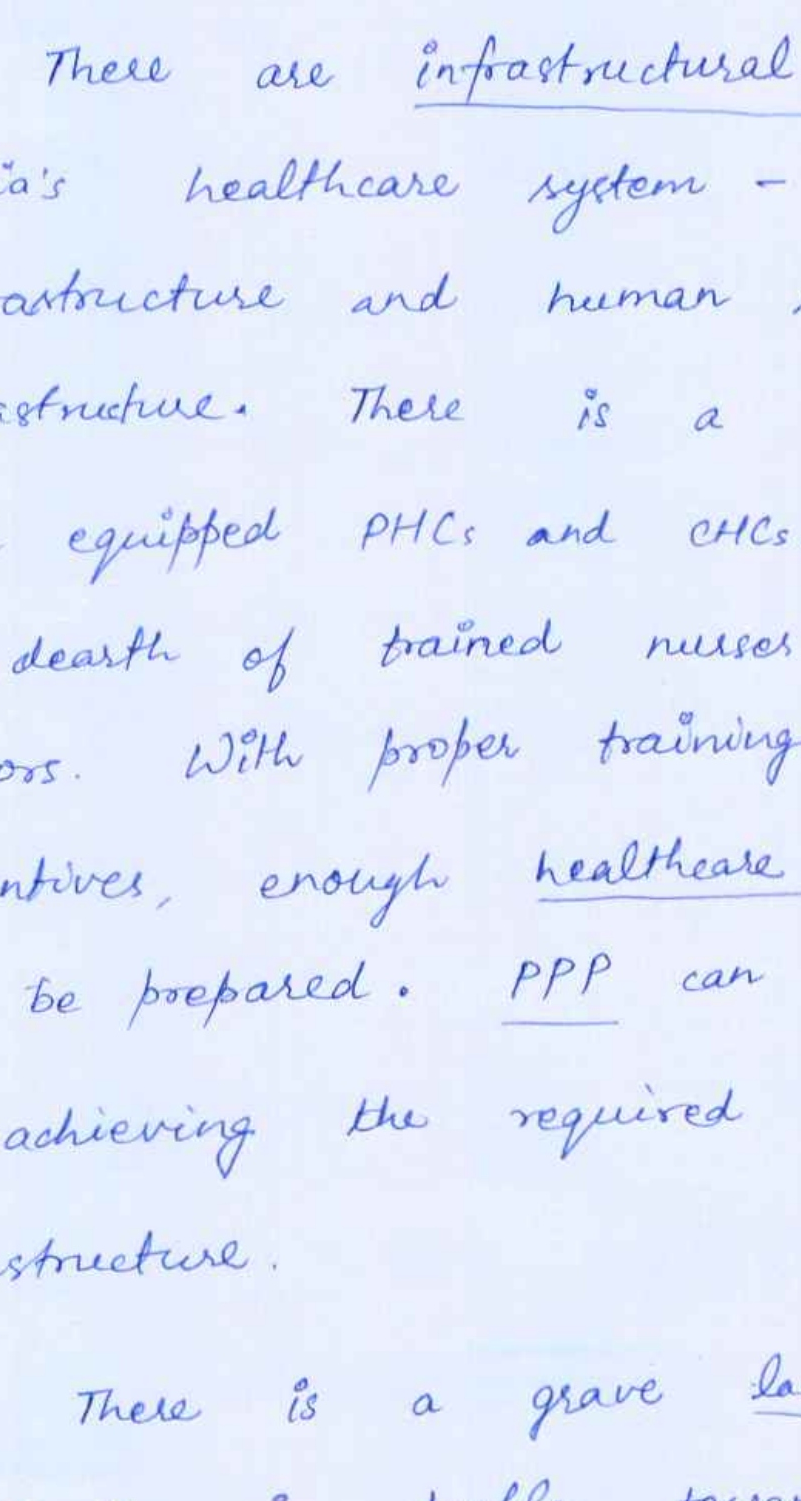 There are infrastructural
ia's healthcare system -
astructure and human
astructure. There is a
equipped PHCs and CHCs
dearth of trained nurses
ors. With proper training
ntives, enough healthcare
be prepared. PPP can
achieving the required
structure.
There is a grave la